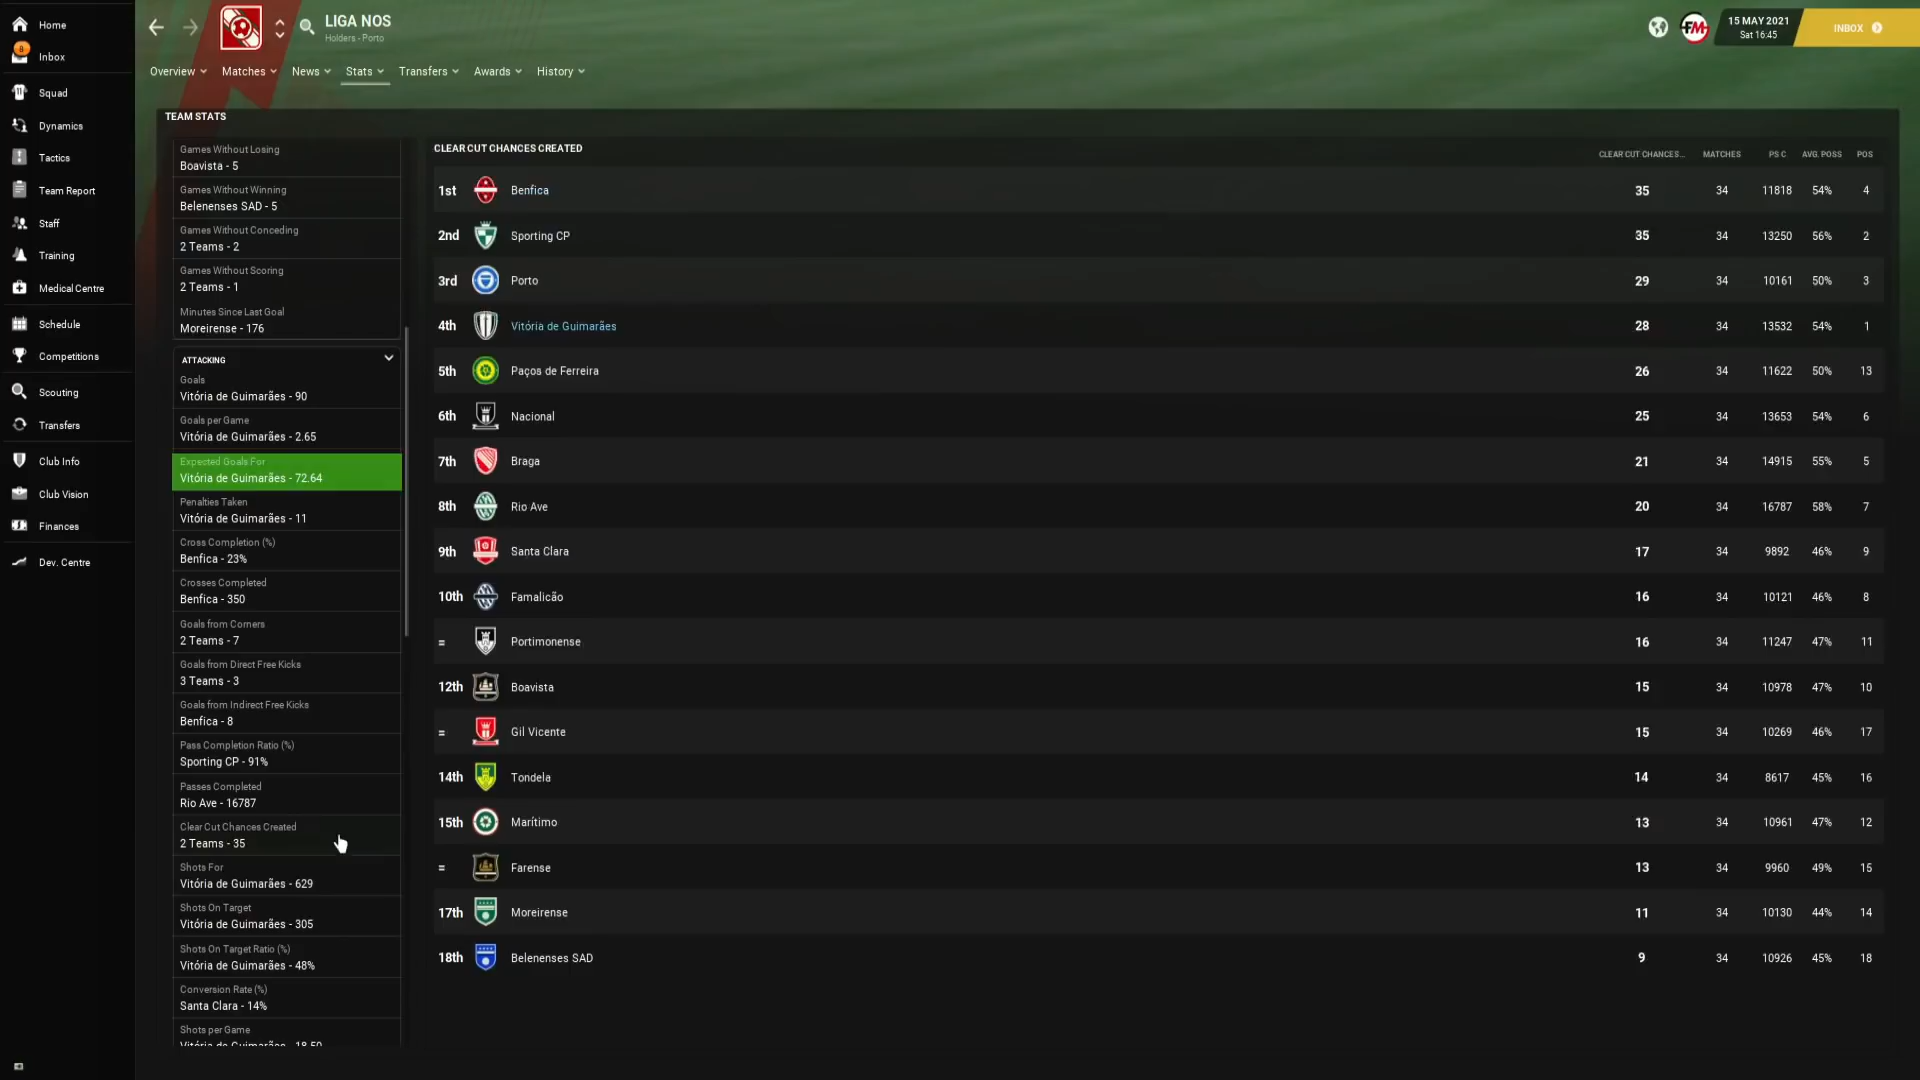 Home
Inbox
8
Squad
Dynamics
Tactics
Team Report
Staff
Training
Medical Centre
Schedule
Competitions
Scouting
Transfers
Club Info
Club Vision
Finances
Dev. Centre
LIGA NOS
Holders - Porto
FM
15 MAY 2021
Sat 16:45
INBOX
Overview Matches News Stats Transfers Awards History
TEAM STATS
Games Without Losing
Boavista - 5
Games Without Winning
Belenenses SAD - 5
Games Without Conceding
2 Teams - 2
Games Without Scoring
2 Teams - 1
Minutes Since Last Goal
Moreirense - 176
ATTACKING
Goals
Vitória de Guimarães - 90
Goals per Game
Vitória de Guimarães - 2.65
Expected Goals For
Vitória de Guimarães - 72.64
Penalties Taken
Vitória de Guimarães - 11
Cross Completion (%)
Benfica - 23%
Crosses Completed
Benfica - 350
Goals from Corners
2 Teams - 7
Goals from Direct Free Kicks
3 Teams - 3
Goals from Indirect Free Kicks
Benfica - 8
Pass Completion Ratio (%)
Sporting CP - 91%
Passes Completed
Rio Ave - 16787
Clear Cut Chances Created
2 Teams - 35
Shots For
Vitória de Guimarães - 629
Shots On Target
Vitória de Guimarães - 305
Shots On Target Ratio (%)
Vitória de Guimarães - 48%
Conversion Rate (%)
Santa Clara - 14%
Shots per Game
Vitória de Guimarães - 18.50
CLEAR CUT CHANCES CREATED
CLEAR CUT CHANCES... MATCHES PS C AVG. POSS POS
1st Benfica 35 34 11818 54% 4
2nd Sporting CP 35 34 13250 56% 2
3rd Porto 29 34 10161 50% 3
4th Vitória de Guimarães 28 34 13532 54% 1
5th Paços de Ferreira 26 34 11622 50% 13
6th Nacional 25 34 13653 54% 6
7th Braga 21 34 14915 55% 5
8th Rio Ave 20 34 16787 58% 7
9th Santa Clara 17 34 9892 46% 9
10th Famalicão 16 34 10121 46% 8
= Portimonense 16 34 11247 47% 11
12th Boavista 15 34 10978 47% 10
= Gil Vicente 15 34 10269 46% 17
14th Tondela 14 34 8617 45% 16
15th Marítimo 13 34 10961 47% 12
= Farense 13 34 9960 49% 15
17th Moreirense 11 34 10130 44% 14
18th Belenenses SAD 9 34 10926 45% 18